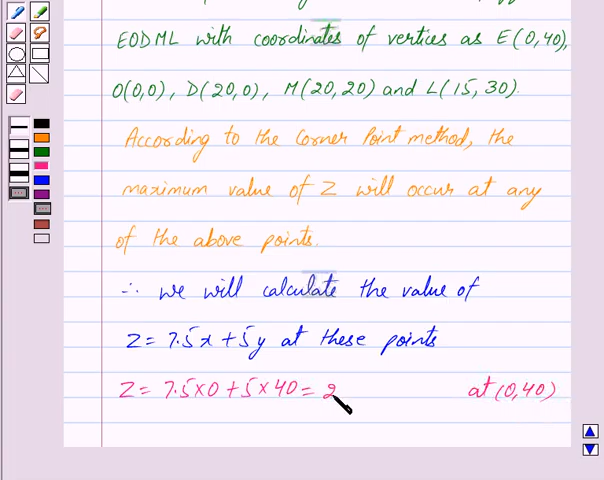 EODML with coordinates of vertices as E(0,40),
O(0,0), D(20,0), M(20,20) and L(15,30).
According to the Corner Point method, the
maximum value of Z will occur at any
of the above points.
∴ we will calculate the value of
Z = 7.5x + 5y at these points
Z = 7.5×0 + 5×40 = 2 at (0,40)